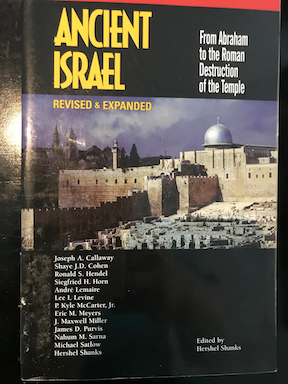 ANCIENT
ISRAEL
REVISED & EXPANDED
From Abraham
to the Roman
Destruction
of the Temple
Joseph A. Callaway
Shaye J.D. Cohen
Ronald S. Hendel
Siegfried H. Horn
André Lemaire
Lee I. Levine
P. Kyle McCarter, Jr.
Eric M. Meyers
J. Maxwell Miller
James D. Purvis
Nahum M. Sarna
Michael Satlow
Hershel Shanks
Edited by
Hershel Shanks